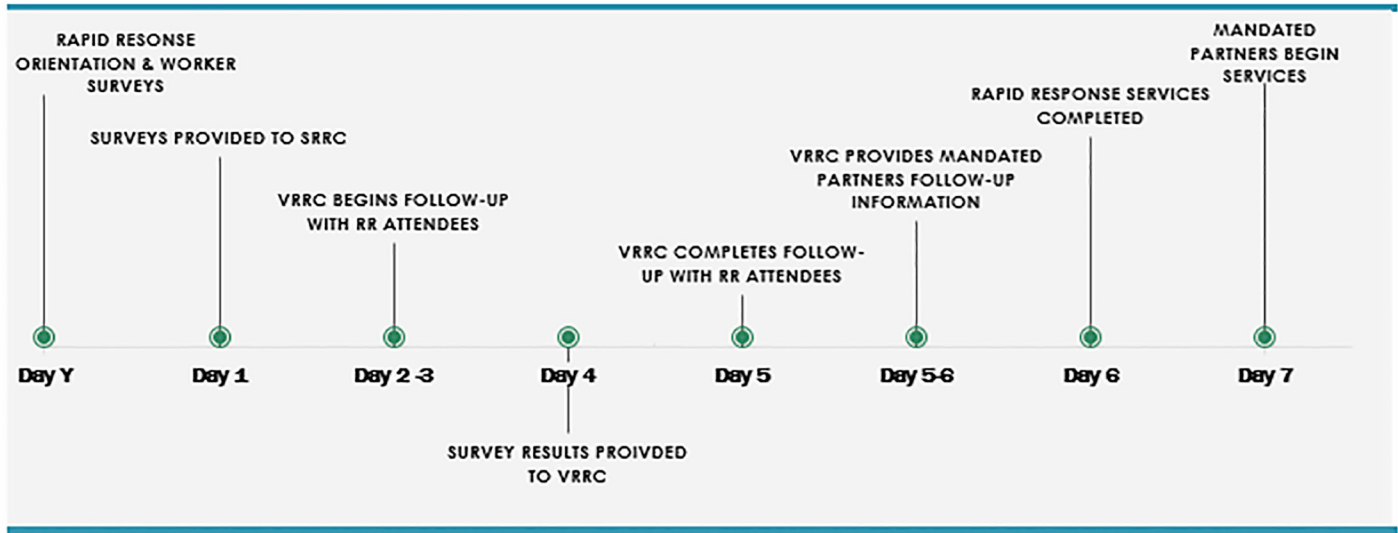 RAPID RESONSE
ORIENTATION & WORKER
SURVEYS
SURVEYS PROVIDED TO SRRC
VRRC BEGINS FOLLOW-UP
WITH RR ATTENDEES
VRRC COMPLETES FOLLOW-
UP WITH RR ATTENDEES
VRRC PROVIDES MANDATED
PARTNERS FOLLOW-UP
INFORMATION
RAPID RESPONSE SERVICES
COMPLETED
MANDATED
PARTNERS BEGIN
SERVICES
Day Y
Day 1
Day 2 -3
Day 4
Day 5
Day 5-6
Day 6
Day 7
SURVEY RESULTS PROIVDED
TO VRRC